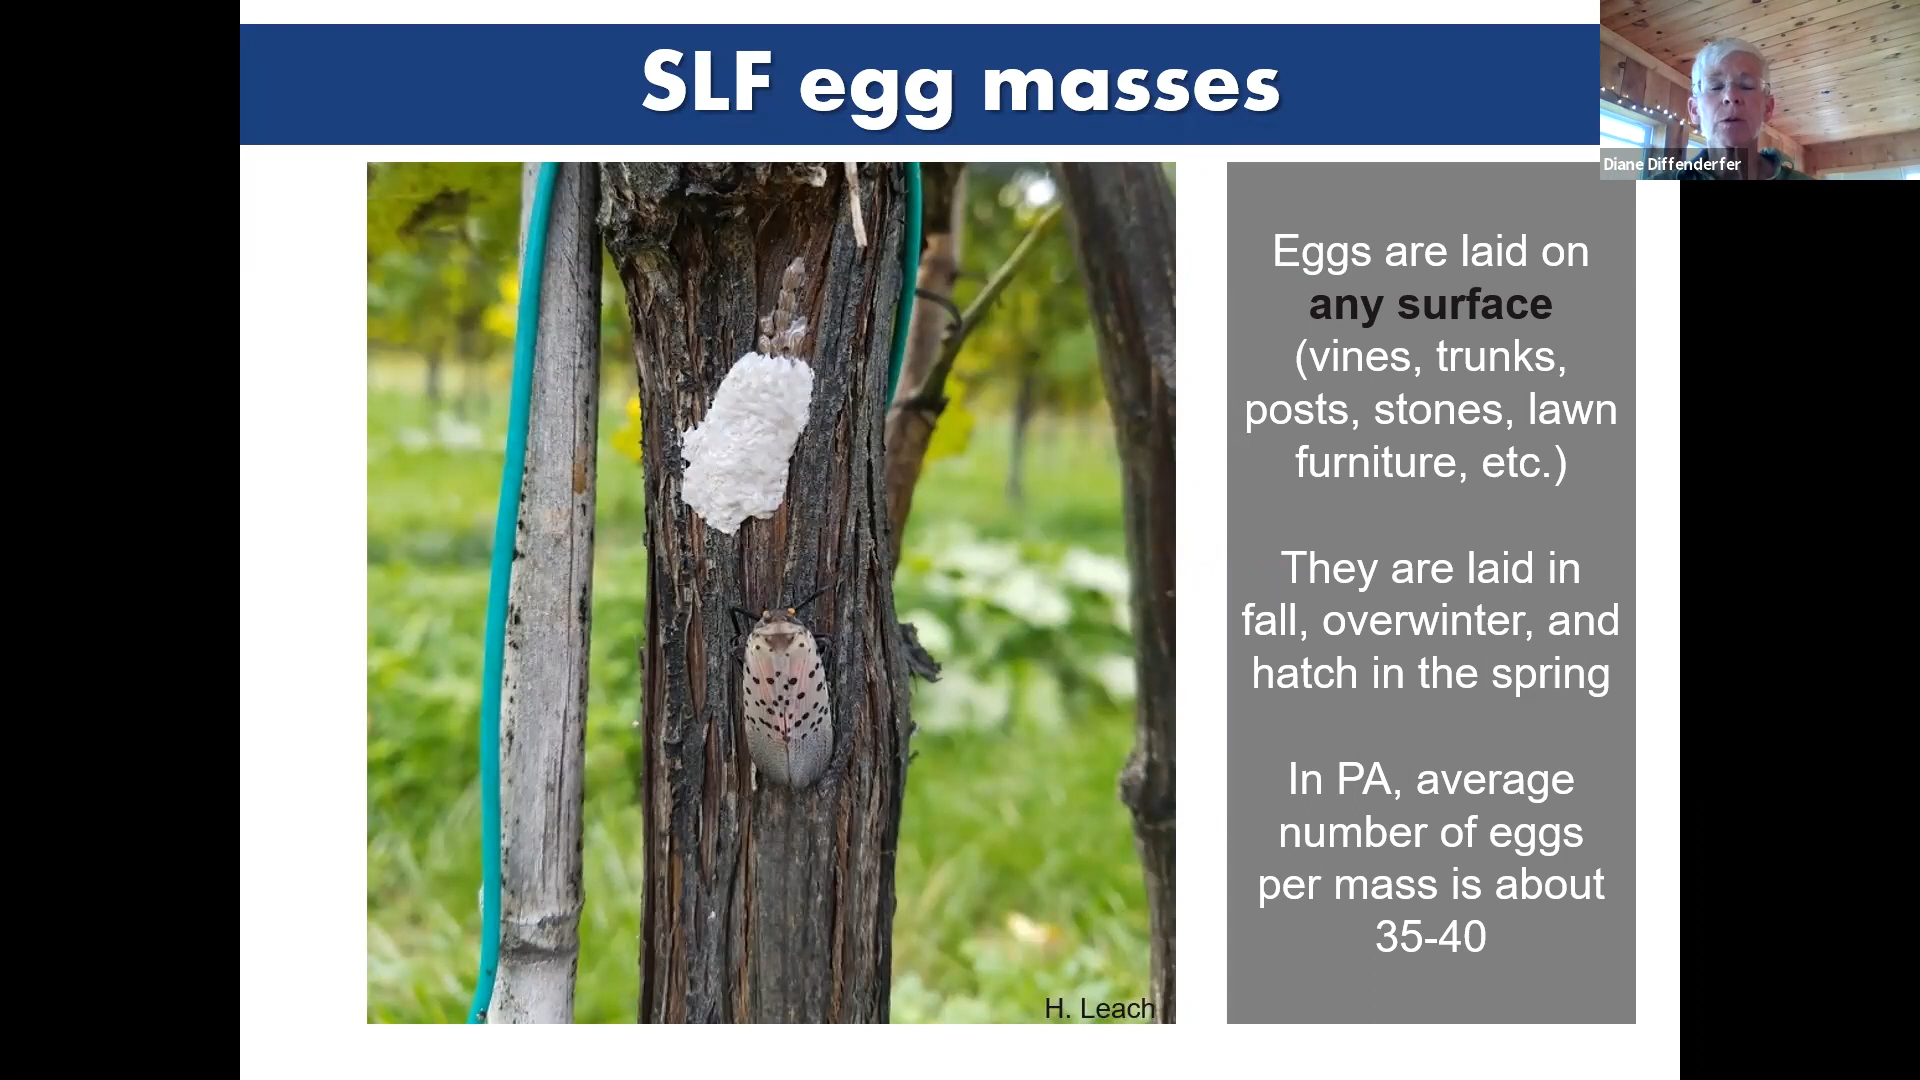 SLF egg masses
Diane Diffenderfer
Eggs are laid on
any surface
(vines, trunks,
posts, stones, lawn
furniture, etc.)
They are laid in
fall, overwinter, and
hatch in the spring
In PA, average
number of eggs
per mass is about
35-40
H. Leach